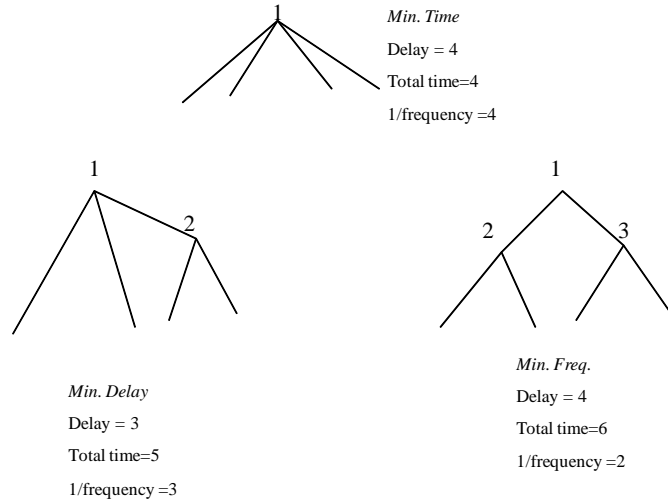 1
Min. Time
Delay = 4
Total time=4
1/frequency =4
1
2
Min. Delay
Delay = 3
Total time=5
1/frequency =3
1
2
3
Min. Freq.
Delay = 4
Total time=6
1/frequency =2